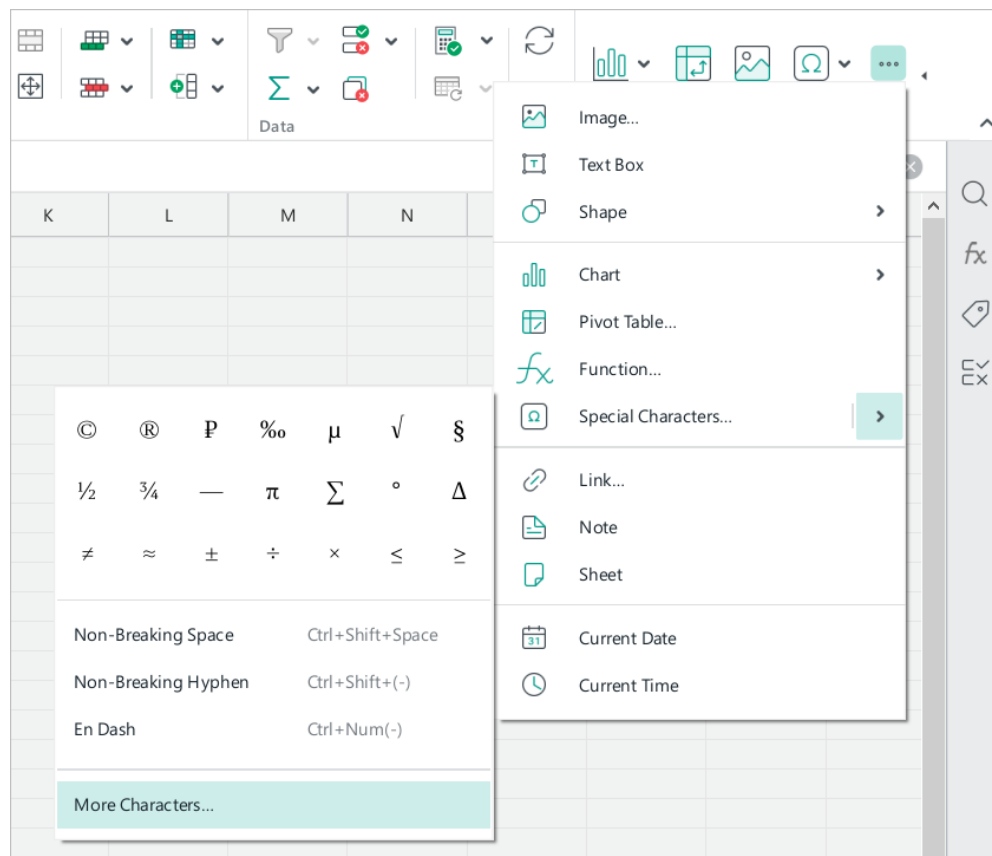 Data
K L M N
Image...
Text Box
Shape
Chart
Pivot Table...
Function...
Special Characters...
Link...
Note
Sheet
Current Date
Current Time
© ® ₽ ‰ µ √ §
½ ¾ — π ∑ ° Δ
≠ ≈ ± ÷ × ≤ ≥
Non-Breaking Space Ctrl+Shift+Space
Non-Breaking Hyphen Ctrl+Shift+(-)
En Dash Ctrl+Num(-)
More Characters...